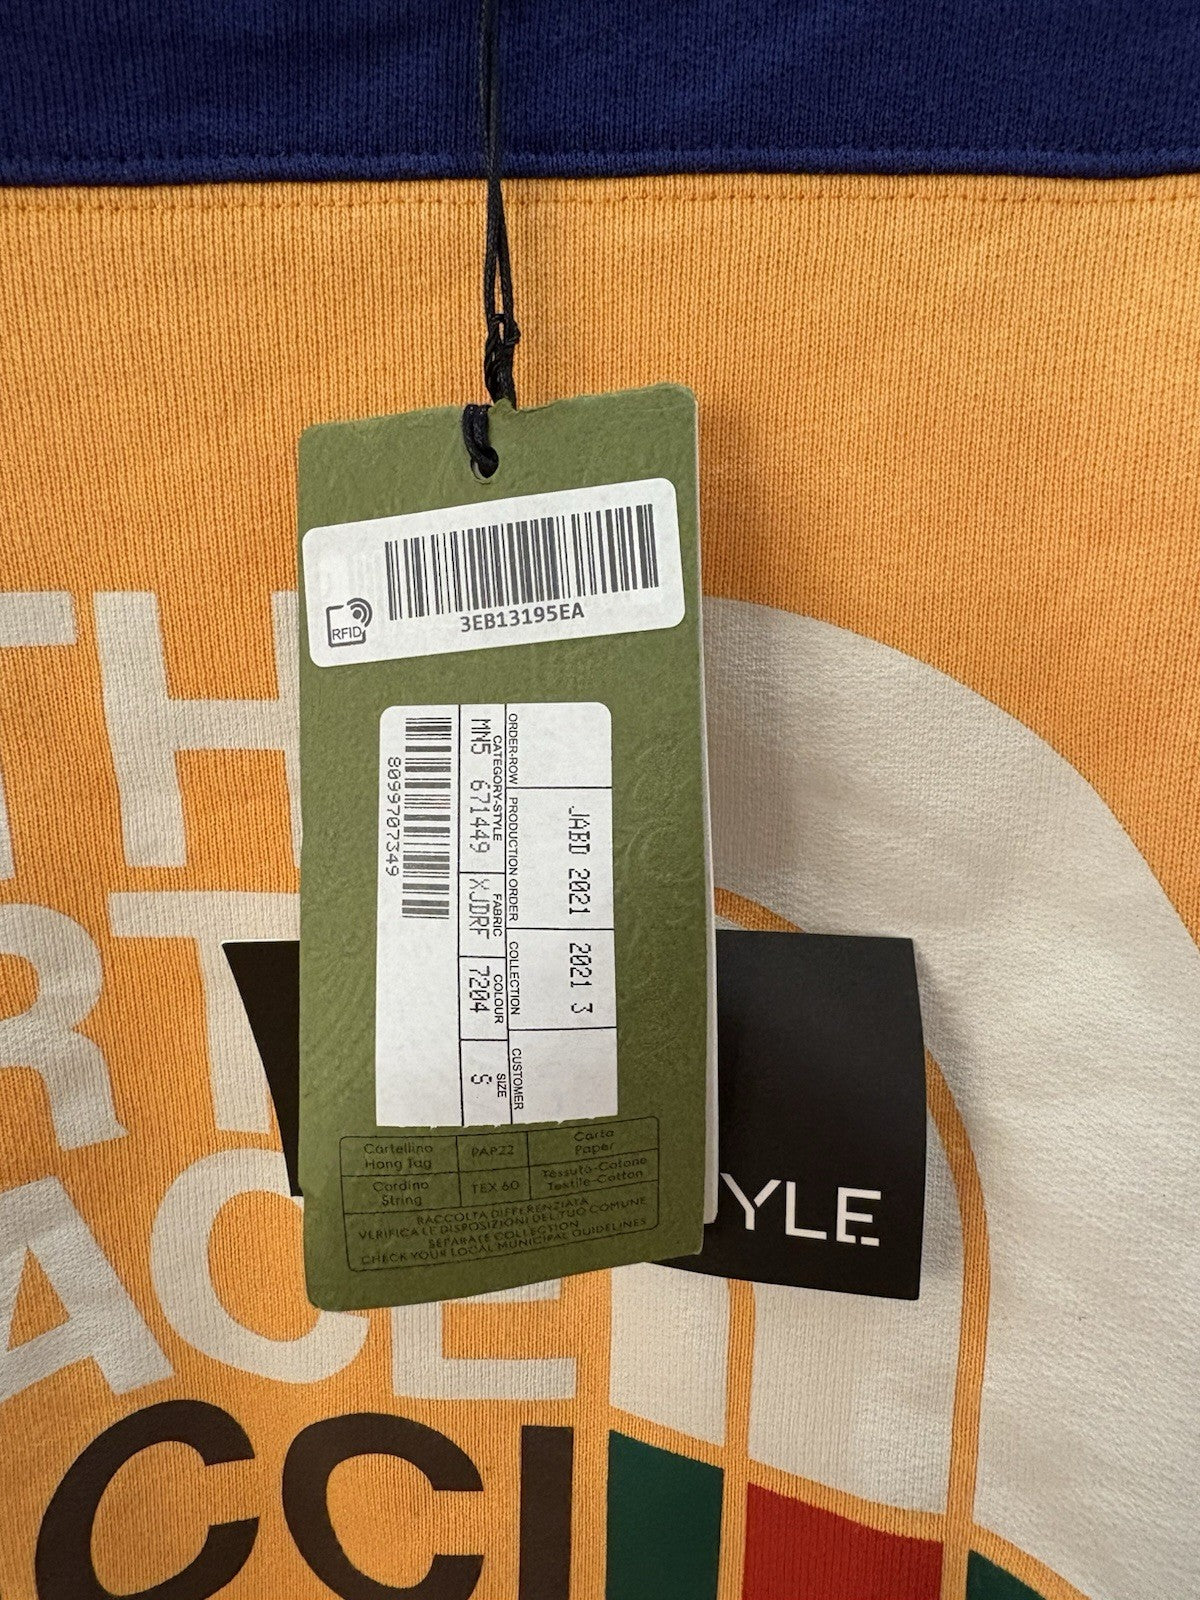 RFID
3EB13195EA
ORDER-ROW PRODUCTION ORDER COLLECTION CUSTOMER
JABD 2021 2021 3
CATEGORY-STYLE FABRIC COLOUR SIZE
MN5 671449 XJDRF 7204 S
8099707349
Cartellino Hang Tag PAP22 Carta Paper
Cordino String TEX 60 Tessuto-Cotone Textile-Cotton
RACCOLTA DIFFERENZIATA
VERIFICA LE DISPOSIZIONI DEL TUO COMUNE
SEPARATE COLLECTION
CHECK YOUR LOCAL MUNICIPAL GUIDELINES
YLE
TH
RT
ACE
CCI